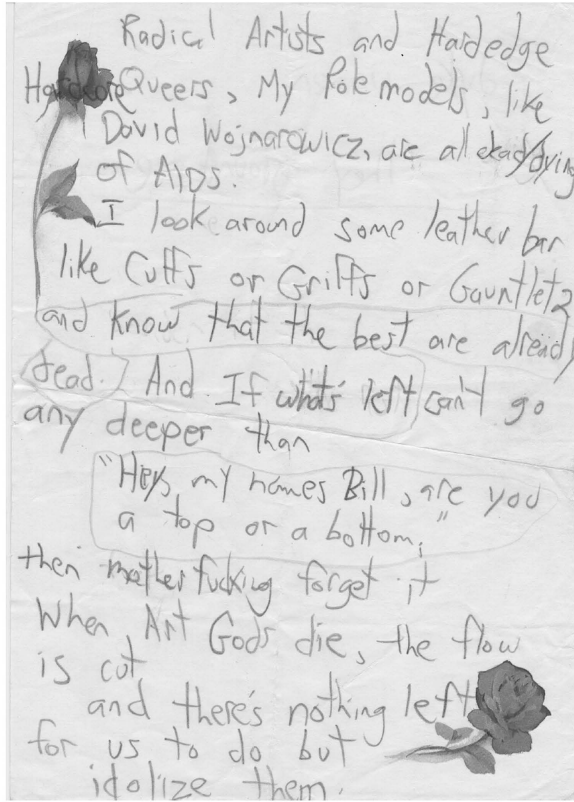 Radical Artists and Hardedge
Hardcore Queers, My Role models, like
David Wojnarowicz, are all dead/dying
of AIDS.
I look around some leather bar
like Cuffs or Griffs or Gauntlet2
and know that the best are already
dead. And If what's left can't go
any deeper than
"Hey, my names Bill, are you
a top or a bottom,"
then motherfucking forget it
When Art Gods die, the flow
is cut
and there's nothing left
for us to do but
idolize them.